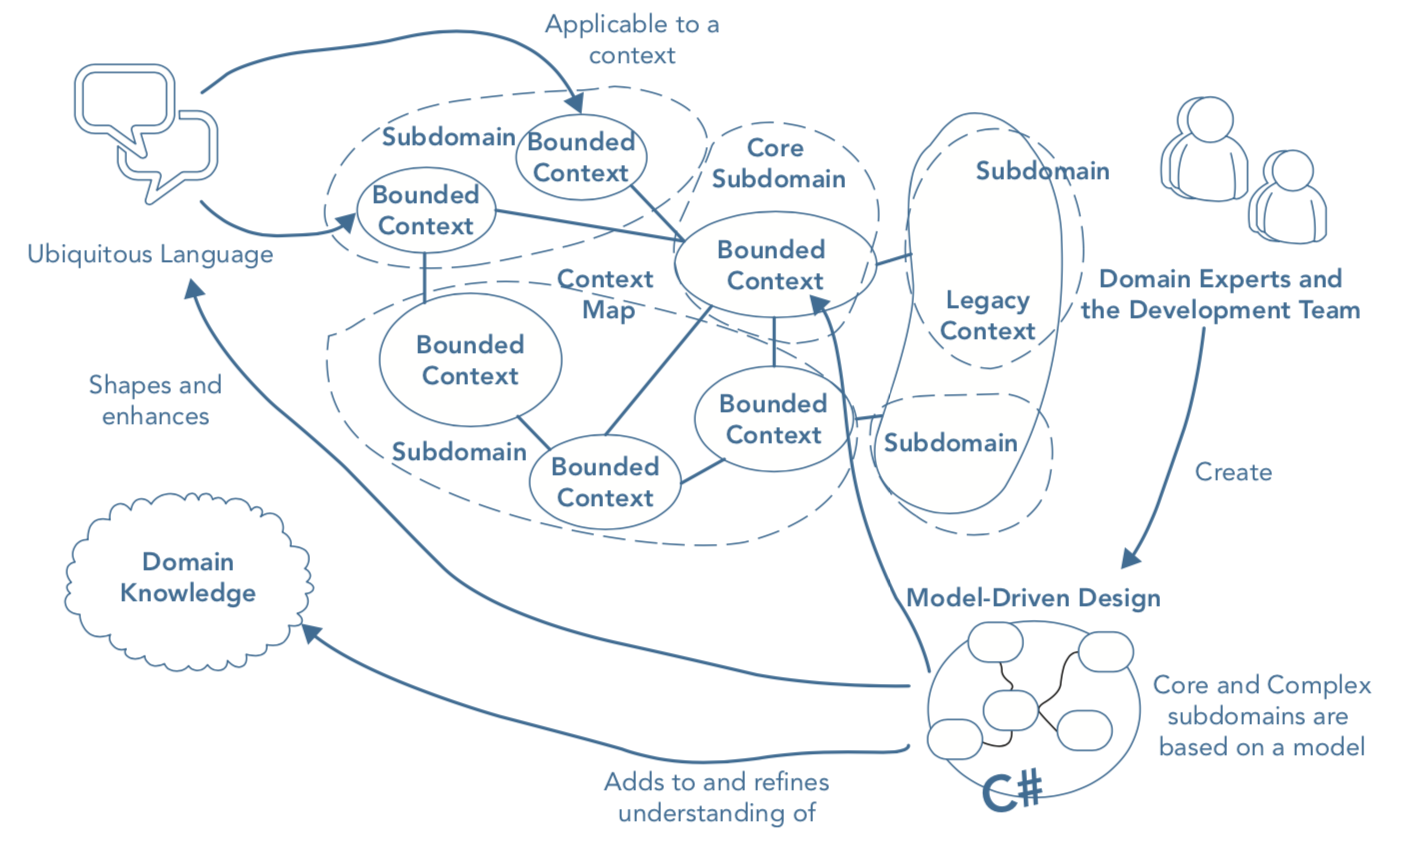 Applicable to a
context
Subdomain
Bounded
Context
Core
Subdomain
Subdomain
Bounded
Context
Ubiquitous Language
Bounded
Context
Context
Map
Legacy
Context
Domain Experts and
the Development Team
Bounded
Context
Shapes and
enhances
Bounded
Context
Subdomain
Subdomain
Bounded
Context
Create
Domain
Knowledge
Model-Driven Design
Core and Complex
subdomains are
based on a model
C#
Adds to and refines
understanding of